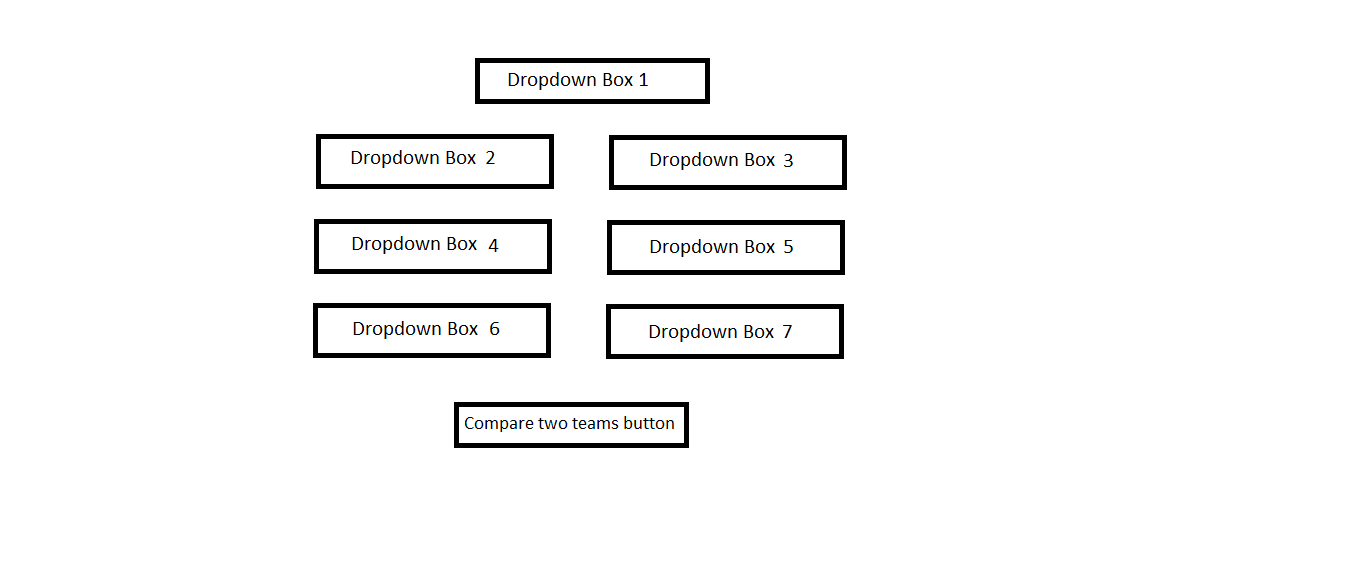 Dropdown Box 1
Dropdown Box 2
Dropdown Box 3
Dropdown Box 4
Dropdown Box 5
Dropdown Box 6
Dropdown Box 7
Compare two teams button